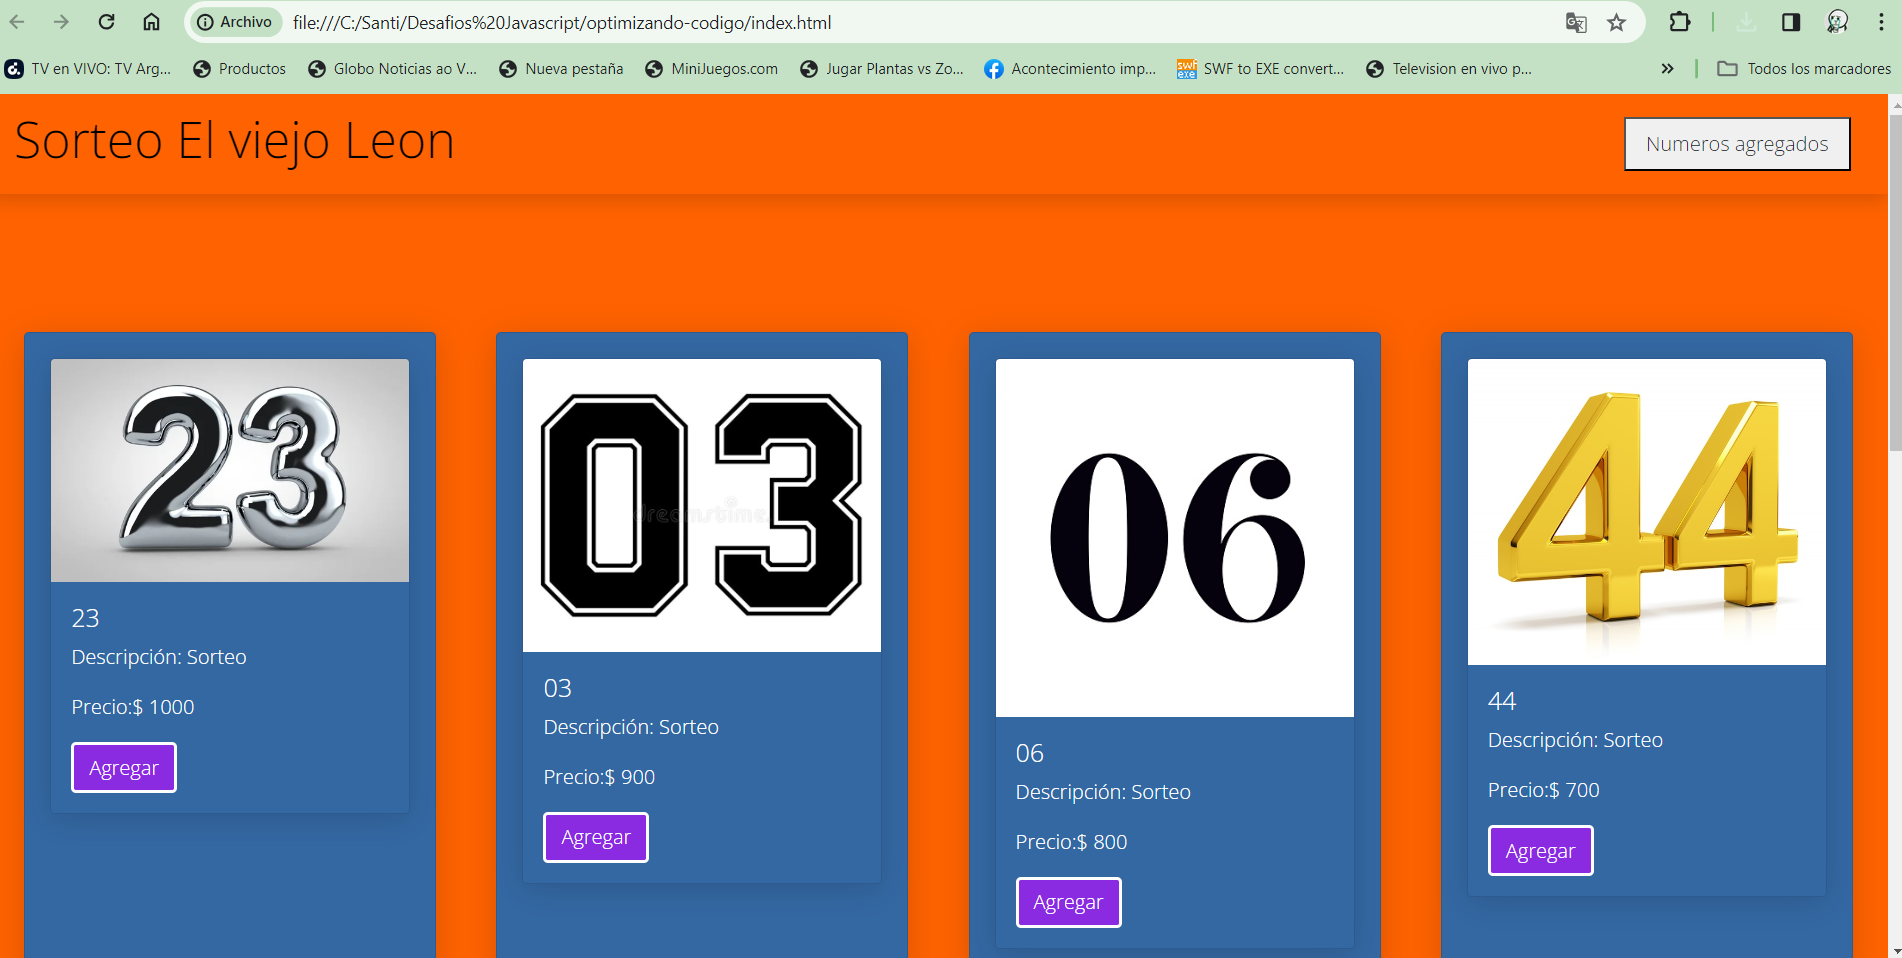 Archivo file:///C:/Santi/Desafios%20Javascript/optimizando-codigo/index.html
TV en VIVO: TV Arg... Productos Globo Noticias ao V... Nueva pestaña MiniJuegos.com Jugar Plantas vs Zo... Acontecimiento imp... swf exe SWF to EXE convert... Television en vivo p... » Todos los marcadores
Sorteo El viejo Leon
Numeros agregados
23
23
Descripción: Sorteo
Precio:$ 1000
Agregar
03
dreamstime
03
Descripción: Sorteo
Precio:$ 900
Agregar
06
06
Descripción: Sorteo
Precio:$ 800
Agregar
44
44
Descripción: Sorteo
Precio:$ 700
Agregar